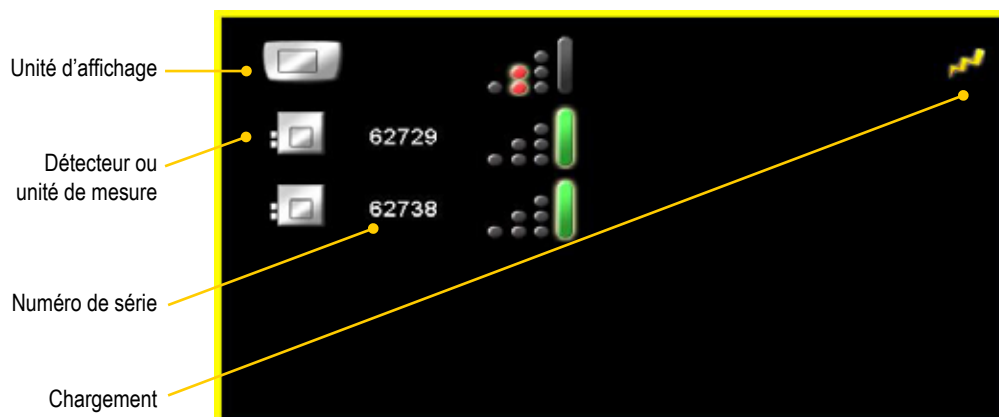 Unité d’affichage
Détecteur ou
unité de mesure
62729
62738
Numéro de série
Chargement